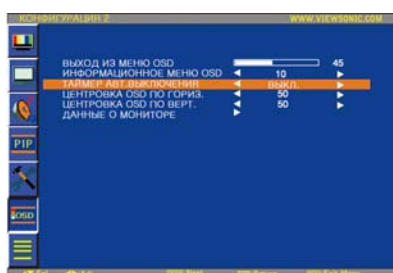 КОНФИГУРАЦИЯ 2 WWW.VIEWSONIC.COM
ВЫХОД ИЗ МЕНЮ OSD 45
ИНФОРМАЦИОННОЕ МЕНЮ OSD 10
ТАЙМЕР АВТ.ВЫКЛЮЧЕНИЯ ВЫКЛ.
ЦЕНТРОВКА OSD ПО ГОРИЗ. 50
ЦЕНТРОВКА OSD ПО ВЕРТ. 50
ДАННЫЕ О МОНИТОРЕ
PIP
OSD